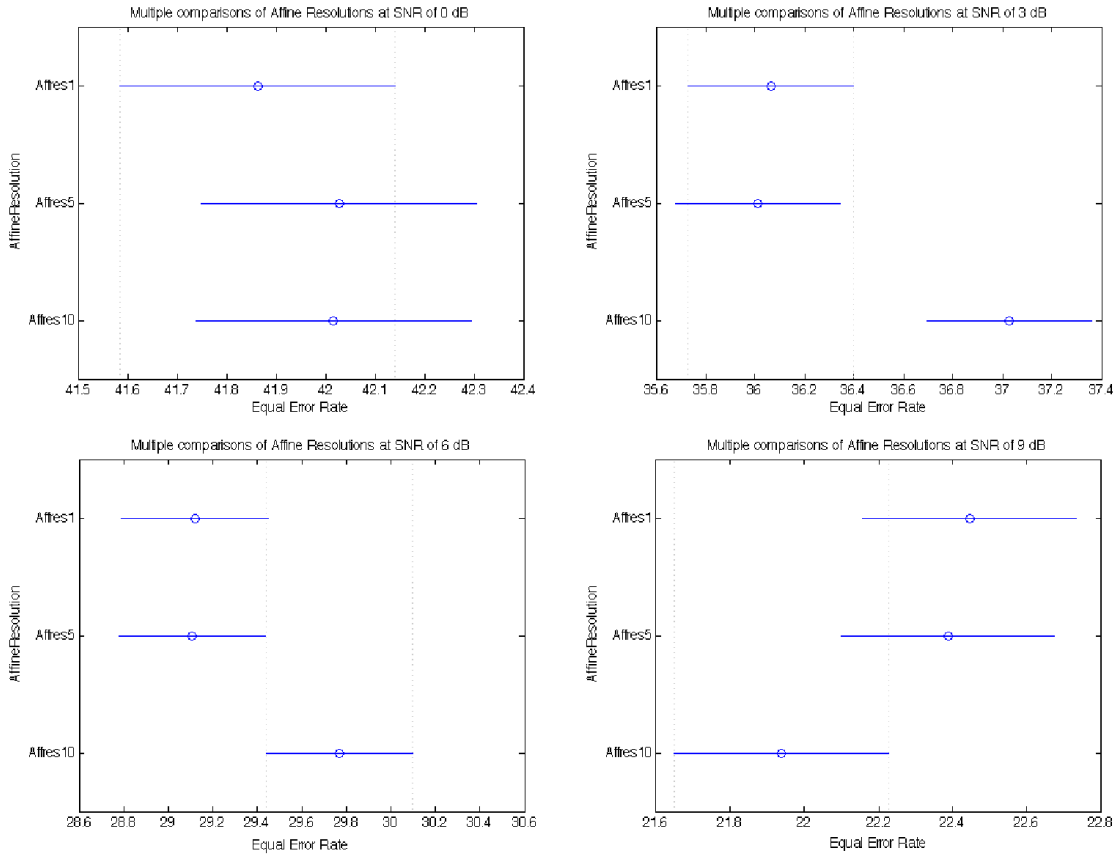 Multiple comparisons of Affine Resolutions at SNR of 0 dB
AffineResolution
Affres1
Affres5
Affres10
41.5 41.6 41.7 41.8 41.9 42 42.1 42.2 42.3 42.4
Equal Error Rate
Multiple comparisons of Affine Resolutions at SNR of 3 dB
AffineResolution
Affres1
Affres5
Affres10
35.6 35.8 36 36.2 36.4 36.6 36.8 37 37.2 37.4
Equal Error Rate
Multiple comparisons of Affine Resolutions at SNR of 6 dB
AffineResolution
Affres1
Affres5
Affres10
28.6 28.8 29 29.2 29.4 29.6 29.8 30 30.2 30.4 30.6
Equal Error Rate
Multiple comparisons of Affine Resolutions at SNR of 9 dB
AffineResolution
Affres1
Affres5
Affres10
21.6 21.8 22 22.2 22.4 22.6 22.8
Equal Error Rate